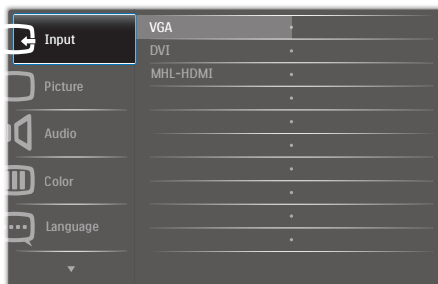 Input
Picture
Audio
Color
Language
VGA
DVI
MHL-HDMI